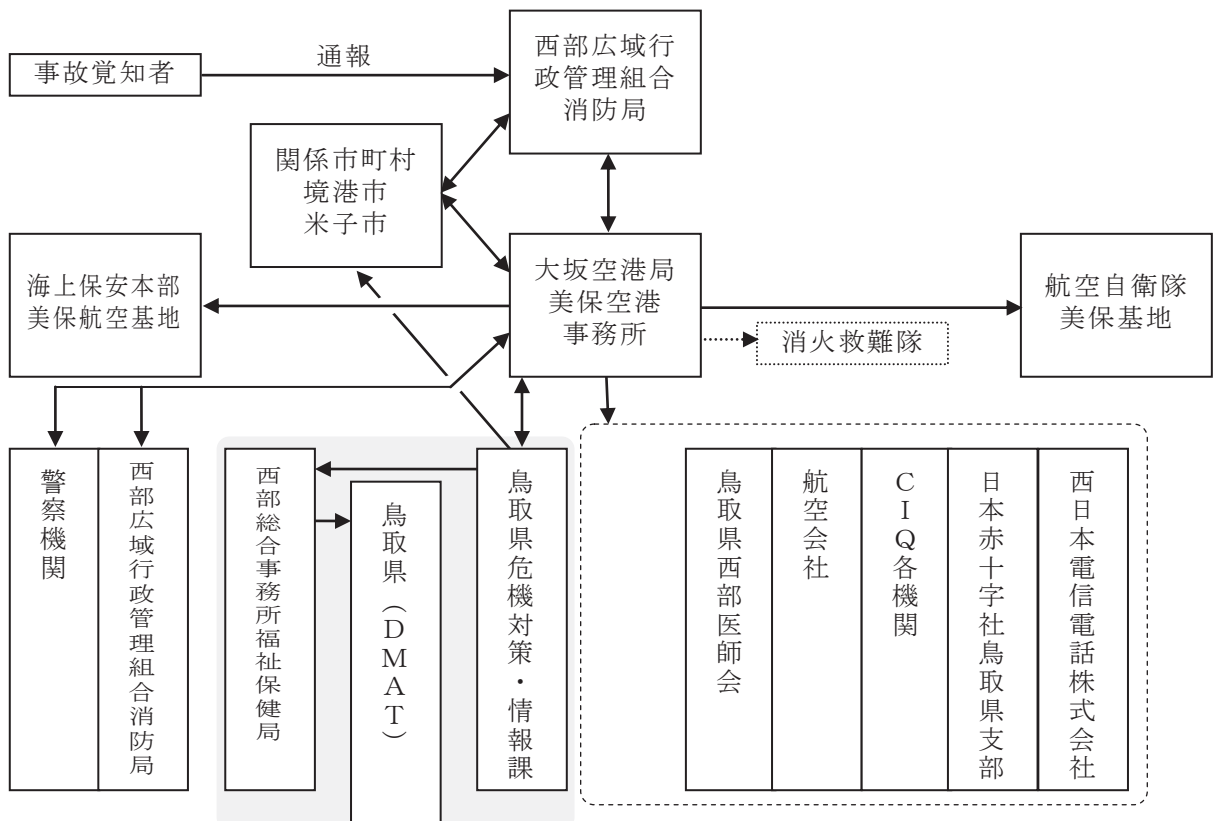 事故覚知者
通報
西部広域行
政管理組合
消防局
関係市町村
境港市
米子市
海上保安本部
美保航空基地
大坂空港局
美保空港
事務所
消火救難隊
航空自衛隊
美保基地
警察機関
西部広域行政管理組合消防局
西部総合事務所福祉保健局
鳥取県（DMAT）
鳥取県危機対策・情報課
鳥取県西部医師会
航空会社
CIQ各機関
日本赤十字社鳥取県支部
西日本電信電話株式会社